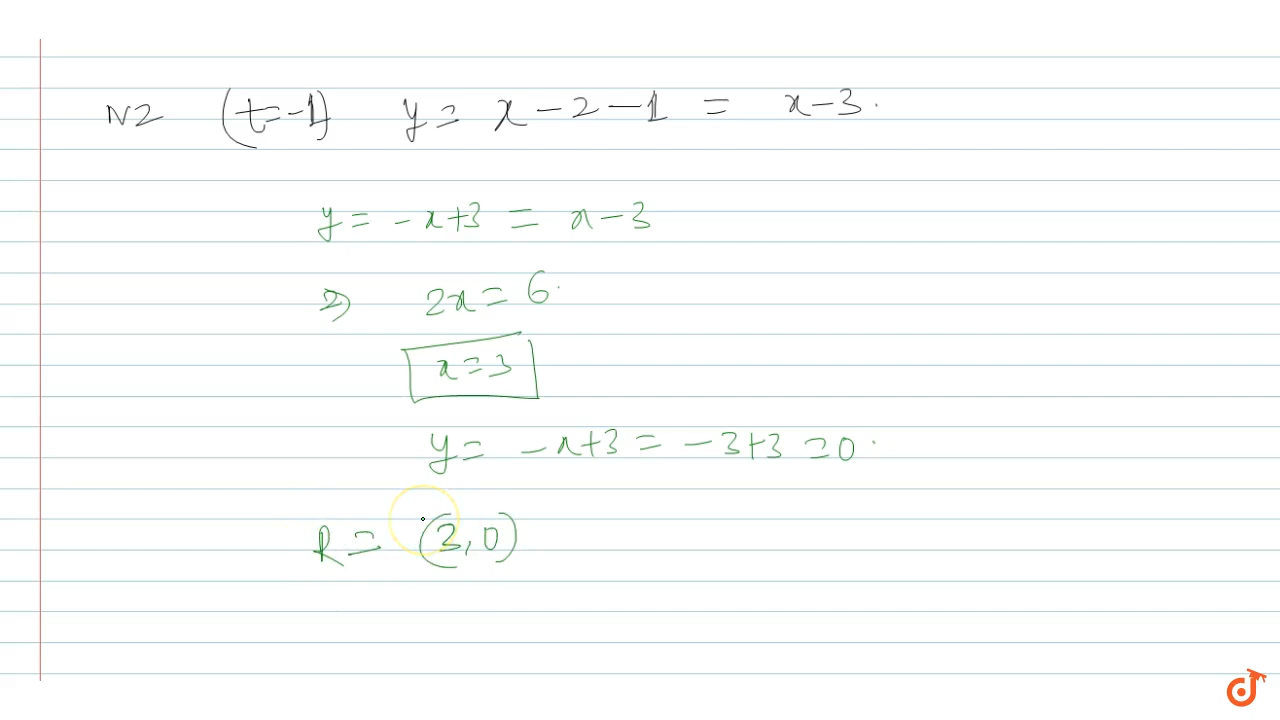 N2 (t=-1) y = x-2-1 = x-3.
y = -x+3 = x-3
⇒ 2x = 6.
x=3
y = -x+3 = -3+3 = 0.
R = (3,0)